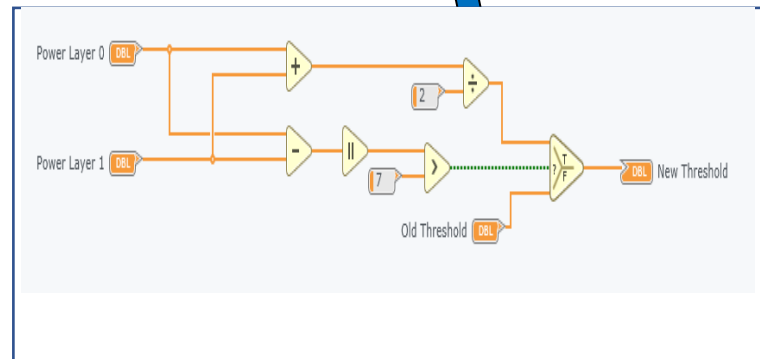 Power Layer 0 DBL
+
2
÷
Power Layer 1 DBL
-
||
7
>
? T F
DBL New Threshold
Old Threshold DBL